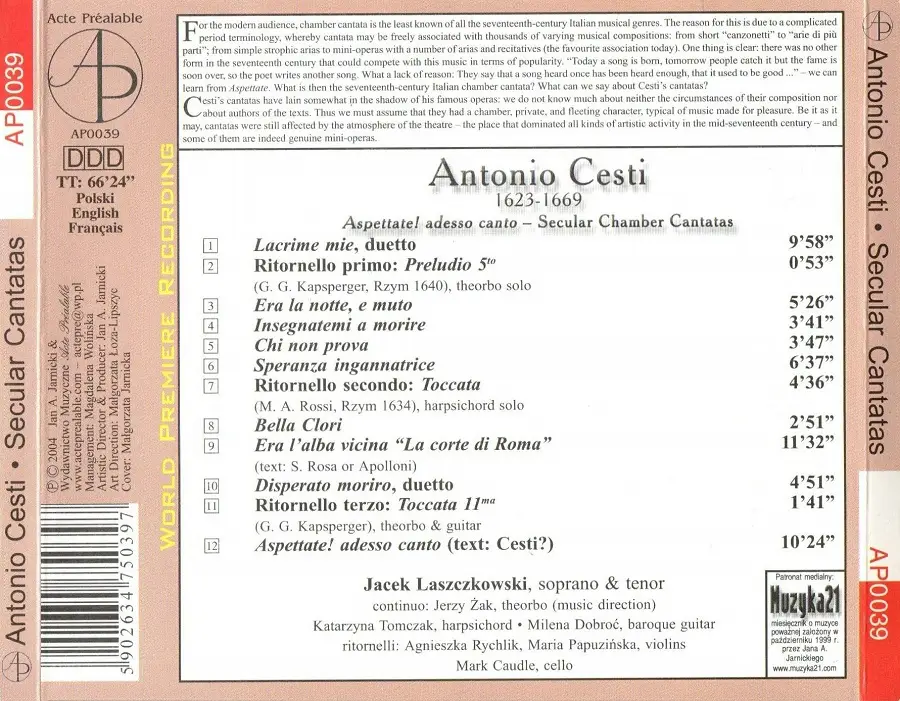 Antonio Cesti • Secular Cantatas
AP0039
Acte Préalable
AP
AP0039
DDD
TT: 66’24”
Polski
English
Français
℗ © 2004 Jan A. Jarnicki &
Wydawnictwo Muzyczne Acte Préalable
www.acteprealable.com – actepre@wp.pl
Management: Magdalena Wolińska
Artistic Director & Producer: Jan A. Jarnicki
Art Direction: Małgorzata Łoza-Lipszyc
Cover: Małgorzata Jarnicka
5902634750397
WORLD PREMIERE RECORDING
For the modern audience, chamber cantata is the least known of all the seventeenth-century Italian musical genres. The reason for this is due to a complicated
period terminology, whereby cantata may be freely associated with thousands of varying musical compositions: from short “canzonetti” to “arie di più
parti”; from simple strophic arias to mini-operas with a number of arias and recitatives (the favourite association today). One thing is clear: there was no other
form in the seventeenth century that could compete with this music in terms of popularity. “Today a song is born, tomorrow people catch it but the fame is
soon over, so the poet writes another song. What a lack of reason: They say that a song heard once has been heard enough, that it used to be good ...” – we can
learn from Aspettate. What is then the seventeenth-century Italian chamber cantata? What can we say about Cesti’s cantatas?
Cesti’s cantatas have lain somewhat in the shadow of his famous operas: we do not know much about neither the circumstances of their composition nor
about authors of the texts. Thus we must assume that they had a chamber, private, and fleeting character, typical of music made for pleasure. Be it as it
may, cantatas were still affected by the atmosphere of the theatre – the place that dominated all kinds of artistic activity in the mid-seventeenth century – and
some of them are indeed genuine mini-operas.
Antonio Cesti
1623-1669
Aspettate! adesso canto – Secular Chamber Cantatas
1 Lacrime mie, duetto 9’58”
2 Ritornello primo: Preludio 5to 0’53”
(G. G. Kapsperger, Rzym 1640), theorbo solo
3 Era la notte, e muto 5’26”
4 Insegnatemi a morire 3’41”
5 Chi non prova 3’47”
6 Speranza ingannatrice 6’37”
7 Ritornello secondo: Toccata 4’36”
(M. A. Rossi, Rzym 1634), harpsichord solo
8 Bella Clori 2’51”
9 Era l’alba vicina “La corte di Roma” 11’32”
(text: S. Rosa or Apolloni)
10 Disperato moriro, duetto 4’51”
11 Ritornello terzo: Toccata 11ma 1’41”
(G. G. Kapsperger), theorbo & guitar
12 Aspettate! adesso canto (text: Cesti?) 10’24”
Jacek Laszczkowski, soprano & tenor
continuo: Jerzy Żak, theorbo (music direction)
Katarzyna Tomczak, harpsichord • Milena Dobroć, baroque guitar
ritornelli: Agnieszka Rychlik, Maria Papuzińska, violins
Mark Caudle, cello
Patronat medialny:
Muzyka21
miesięcznik o muzyce
poważnej założony w
październiku 1999 r.
przez Jana A.
Jarnickiego
www.muzyka21.com
Antonio Cesti • Secular Cantatas
AP0039